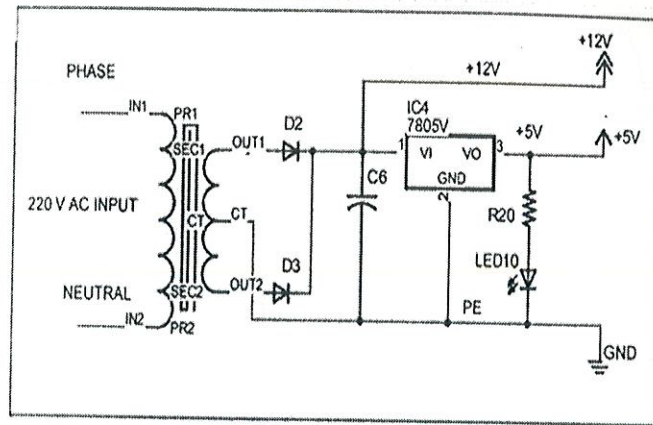 +12V
PHASE
+12V
IN1
PR1
IC4
7805V
D2
+5V
SEC1
OUT1
1
VI
VO
3
+5V
GND
C6
2
220 V AC INPUT
CT
CT
R20
D3
LED10
NEUTRAL
SEC2
OUT2
PE
IN2
PR2
GND